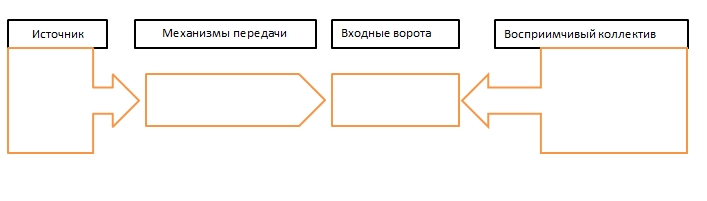 Источник
Механизмы передачи
Входные ворота
Восприимчивый коллектив